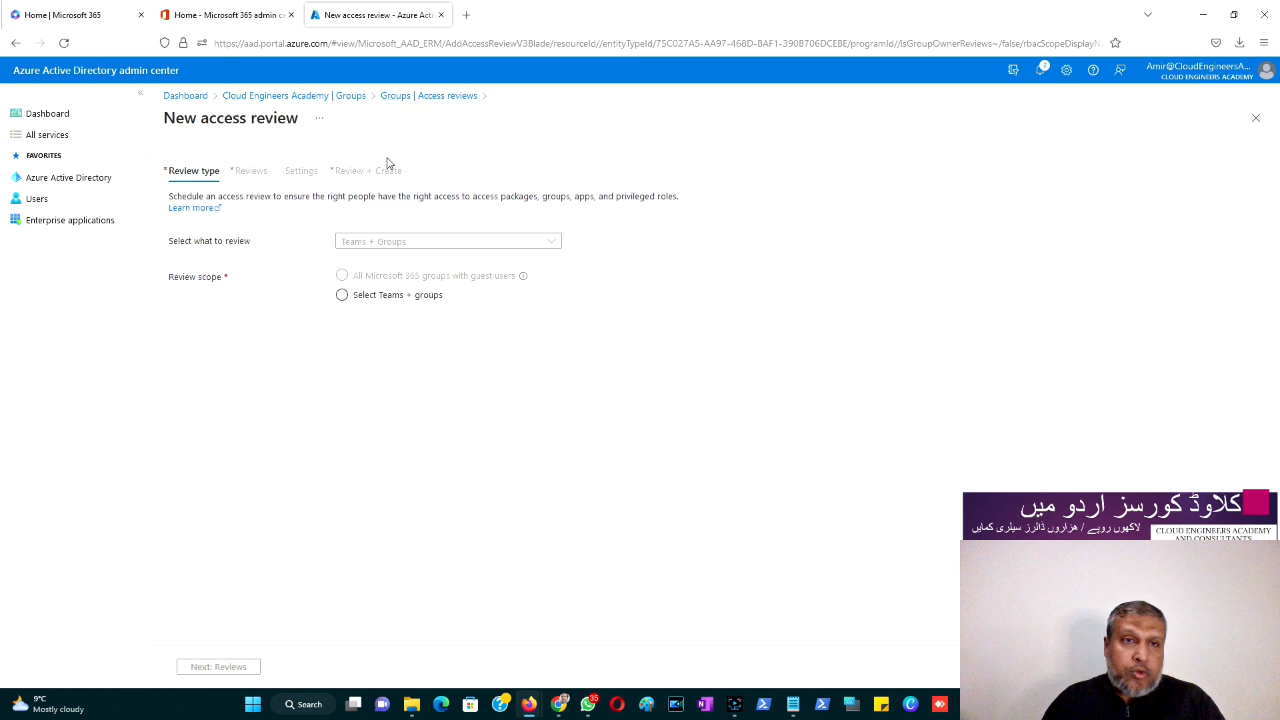 Home | Microsoft 365
Home - Microsoft 365 admin ce
New access review - Azure Acti
https://aad.portal.azure.com/#view/Microsoft_AAD_ERM/AddAccessReviewV3Blade/resourceId//entityTypeId/75C027A5-AA97-468D-BAF1-390B706DCEBE/programId//isGroupOwnerReviews~/false/rbacScopeDisplayNa
Azure Active Directory admin center
2
Amir@CloudEngineersA...
CLOUD ENGINEERS ACADEMY
Dashboard > Cloud Engineers Academy | Groups > Groups | Access reviews >
New access review ...
Dashboard
All services
FAVORITES
Azure Active Directory
Users
Enterprise applications
* Review type * Reviews Settings * Review + Create
Schedule an access review to ensure the right people have the right access to access packages, groups, apps, and privileged roles.
Learn more
Select what to review
Teams + Groups
Review scope *
All Microsoft 365 groups with guest users
Select Teams + groups
Next: Reviews
کلاوڈ کورسز اردو میں
لاکھوں روپے / ھزاروں ڈالرز سیلری کمایں
CLOUD ENGINEERS ACADEMY
AND CONSULTANTS
9°C
Mostly cloudy
Search
35